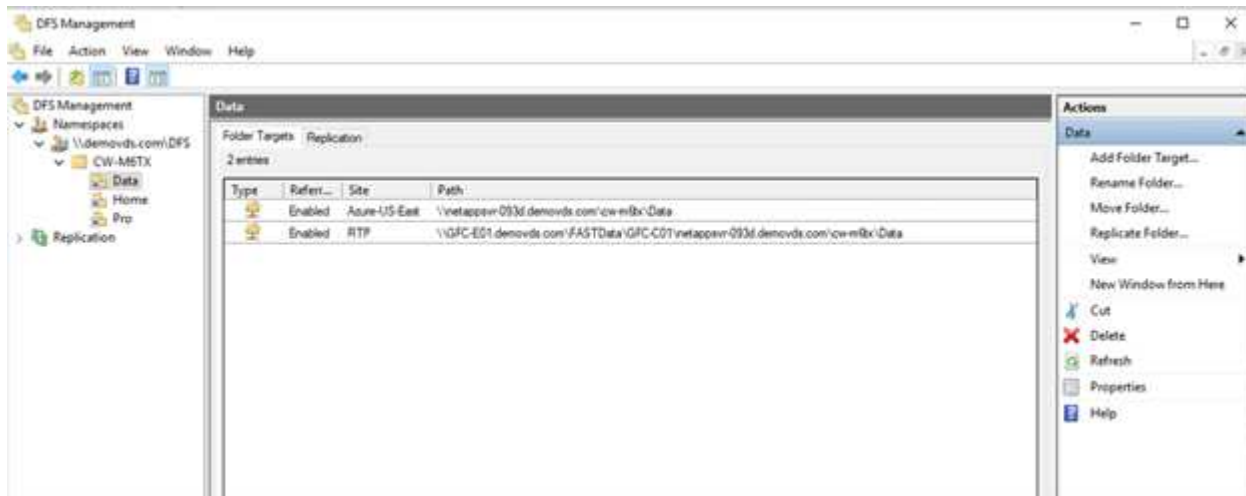 DFS Management
File Action View Window Help
DFS Management
Namespaces
\\demovds.com\DFS
CW-M6TX
Data
Home
Pro
Replication
Data
Folder Targets Replication
2 entries
Type Referr... Site Path
Enabled Azure-US-East \\netappsvr-093d.demovds.com\cw-m6tx\Data
Enabled RTP \\GFC-E01.demovds.com\FASTData\GFC-C01\netappsvr-093d.demovds.com\cw-m6tx\Data
Actions
Data
Add Folder Target...
Rename Folder...
Move Folder...
Replicate Folder...
View
New Window from Here
Cut
Delete
Refresh
Properties
Help